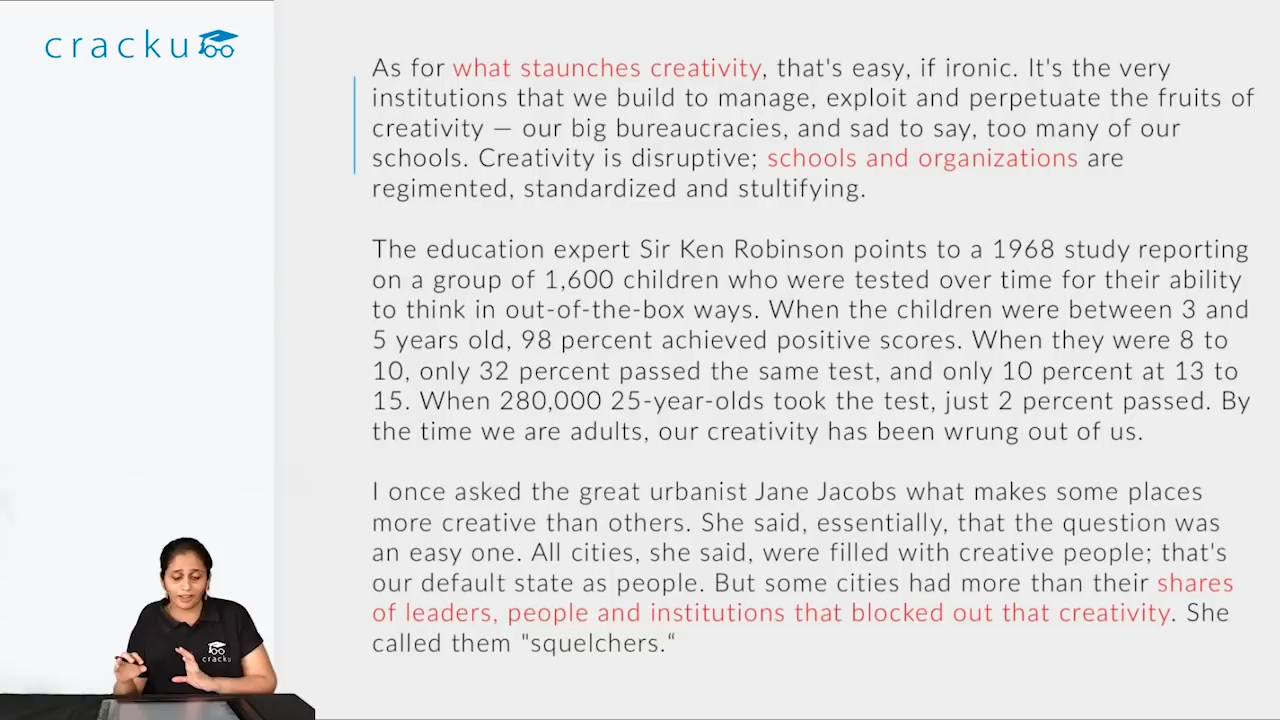 cracku
As for what staunches creativity, that's easy, if ironic. It's the very
institutions that we build to manage, exploit and perpetuate the fruits of
creativity — our big bureaucracies, and sad to say, too many of our
schools. Creativity is disruptive; schools and organizations are
regimented, standardized and stultifying.
The education expert Sir Ken Robinson points to a 1968 study reporting
on a group of 1,600 children who were tested over time for their ability
to think in out-of-the-box ways. When the children were between 3 and
5 years old, 98 percent achieved positive scores. When they were 8 to
10, only 32 percent passed the same test, and only 10 percent at 13 to
15. When 280,000 25-year-olds took the test, just 2 percent passed. By
the time we are adults, our creativity has been wrung out of us.
I once asked the great urbanist Jane Jacobs what makes some places
more creative than others. She said, essentially, that the question was
an easy one. All cities, she said, were filled with creative people; that's
our default state as people. But some cities had more than their shares
of leaders, people and institutions that blocked out that creativity. She
called them "squelchers.“
cracku